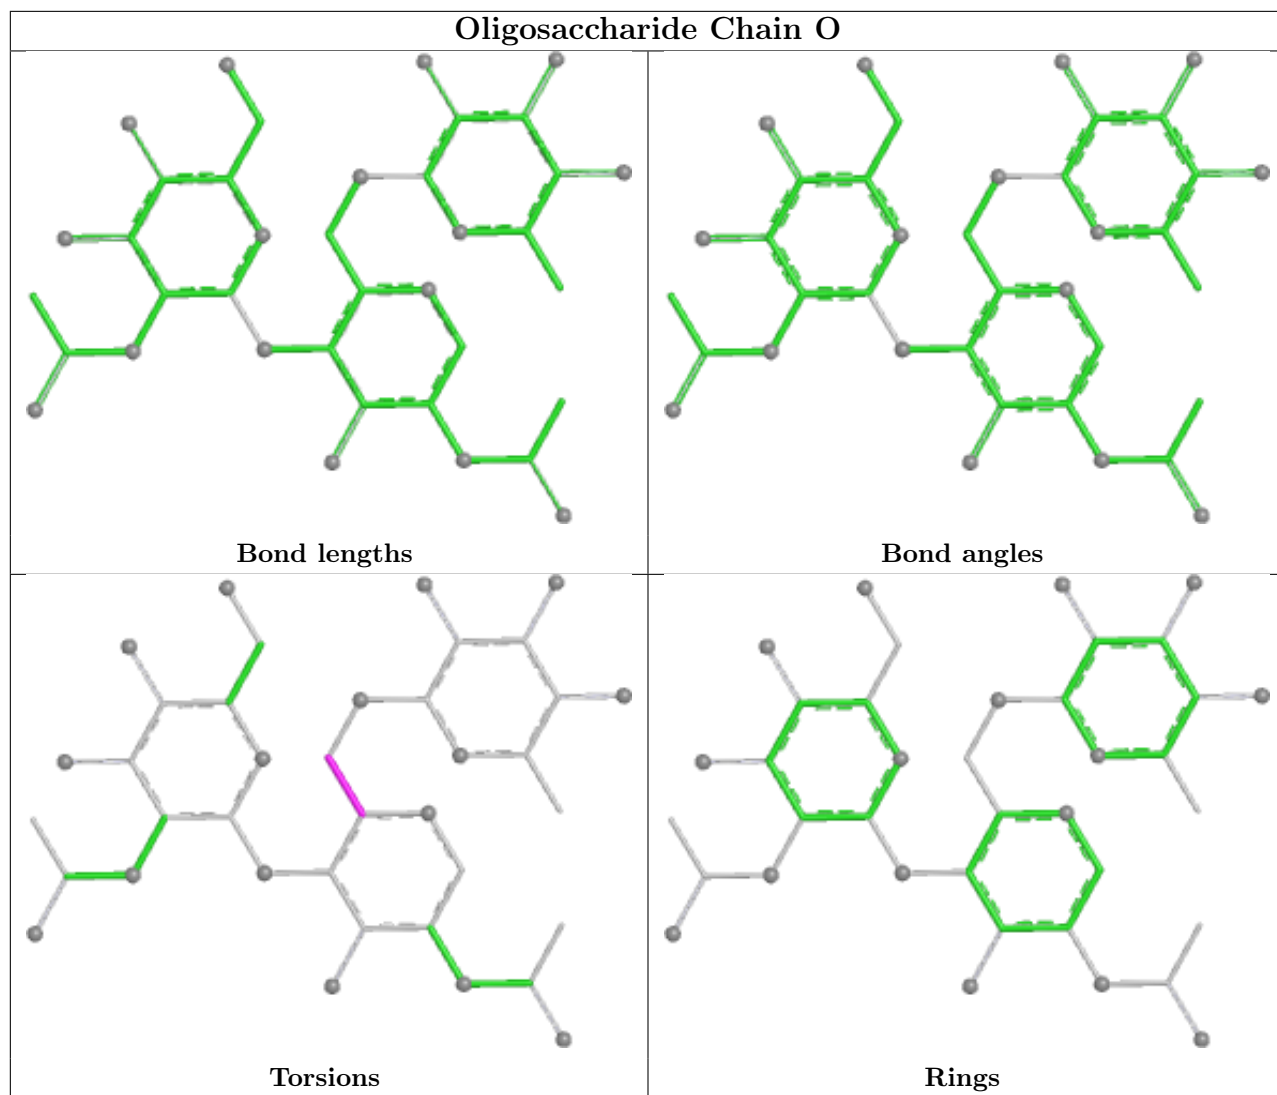 Oligosaccharide Chain O
Bond lengths
Bond angles
Torsions
Rings